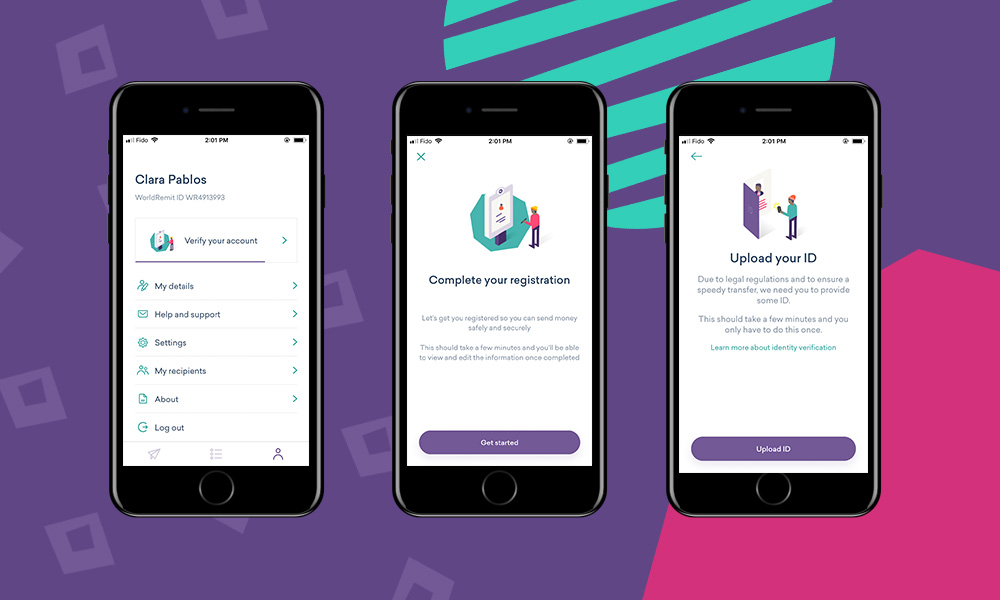 Fido
2:01 PM
Clara Pablos
WorldRemit ID WR4913993
Verify your account
My details
Help and support
Settings
My recipients
About
Log out
Fido
2:01 PM
Complete your registration
Let's get you registered so you can send money
safely and securely
This should take a few minutes and you'll be able
to view and edit the information once completed
Get started
Fido
2:01 PM
Upload your ID
Due to legal regulations and to ensure a
speedy transfer, we need you to provide
some ID.
This should take a few minutes and you
only have to do this once.
Learn more about identity verification
Upload ID